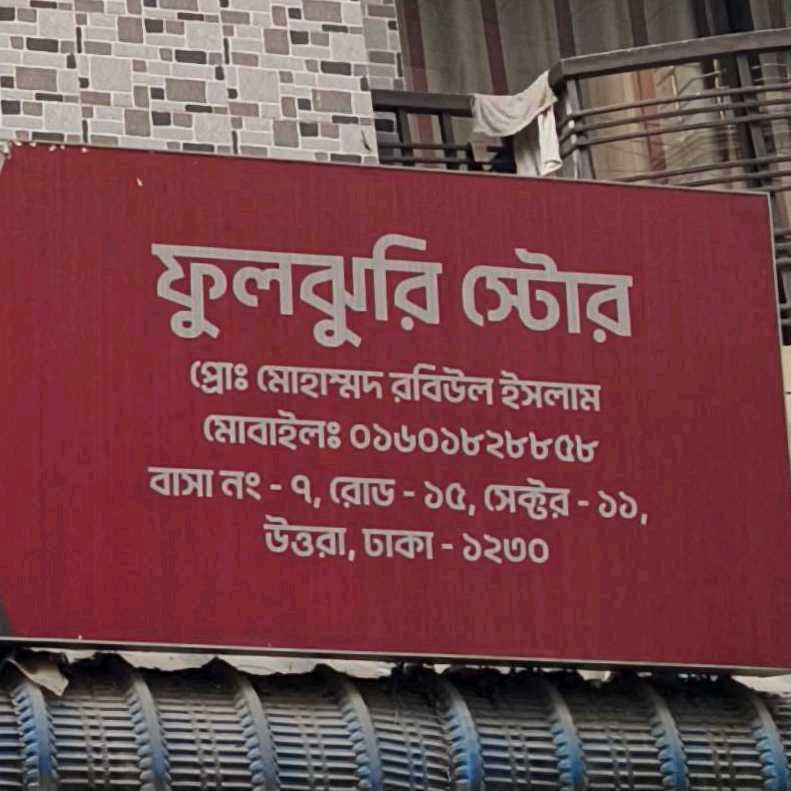 ফুলঝুরি স্টোর
প্রোঃ মোহাম্মদ রবিউল ইসলাম
মোবাইলঃ ০১৬০১৮২৮৮৫৮
বাসা নং - ৭, রোড - ১৫, সেক্টর - ১১,
উত্তরা, ঢাকা - ১২৩০